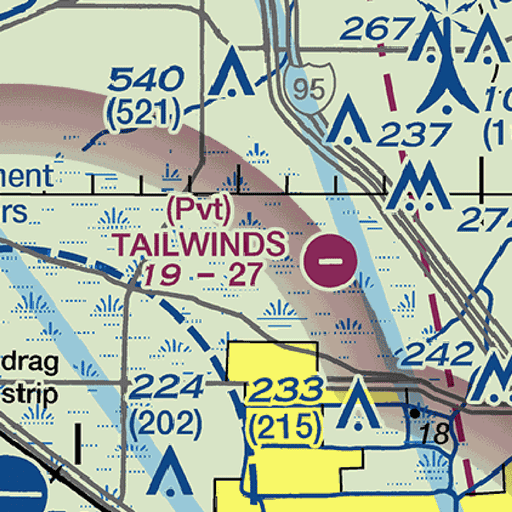 267
540
(521)
95
237
ment
rs
(Pvt)
TAILWINDS
19 - 27
drag
strip
242
224
(202)
233
(215)
18